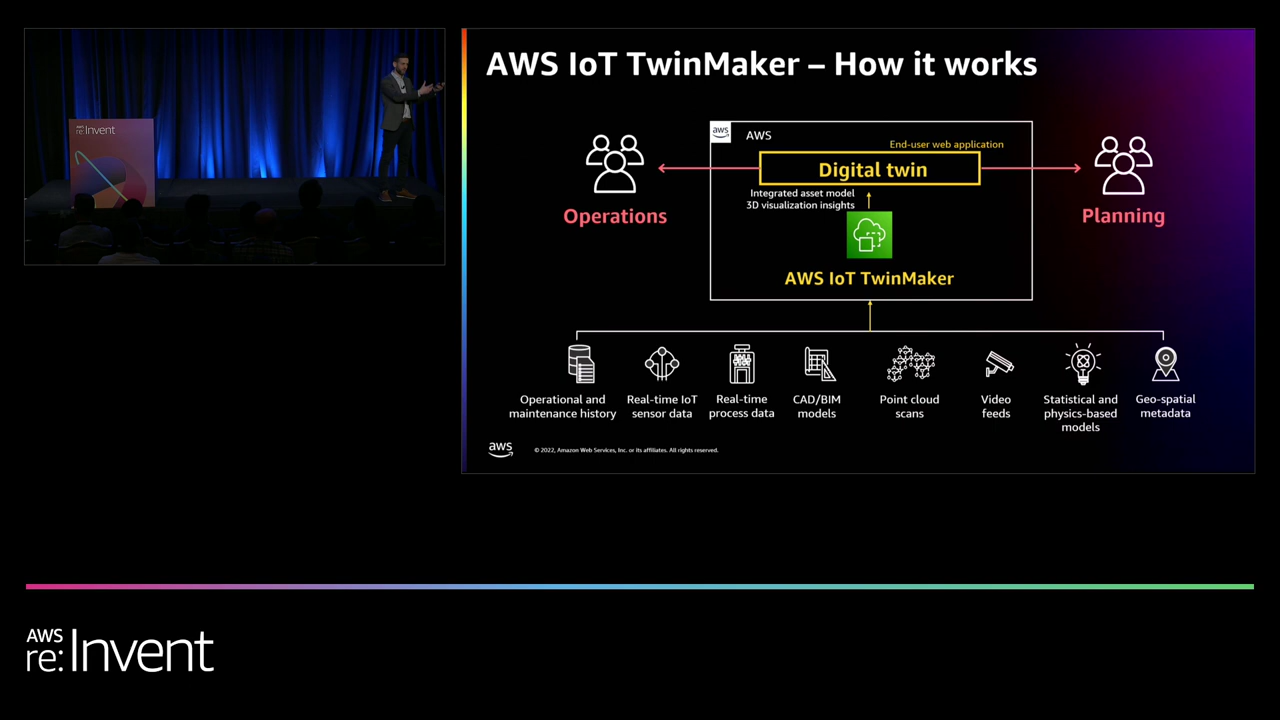 aws
re:Invent
AWS IoT TwinMaker – How it works
aws
AWS
End-user web application
Digital twin
Integrated asset model
3D visualization insights
AWS IoT TwinMaker
Operations
Planning
Operational and
maintenance history
Real-time IoT
sensor data
Real-time
process data
CAD/BIM
models
Point cloud
scans
Video
feeds
Statistical and
physics-based
models
Geo-spatial
metadata
aws
© 2022, Amazon Web Services, Inc. or its affiliates. All rights reserved.
AWS
re:Invent